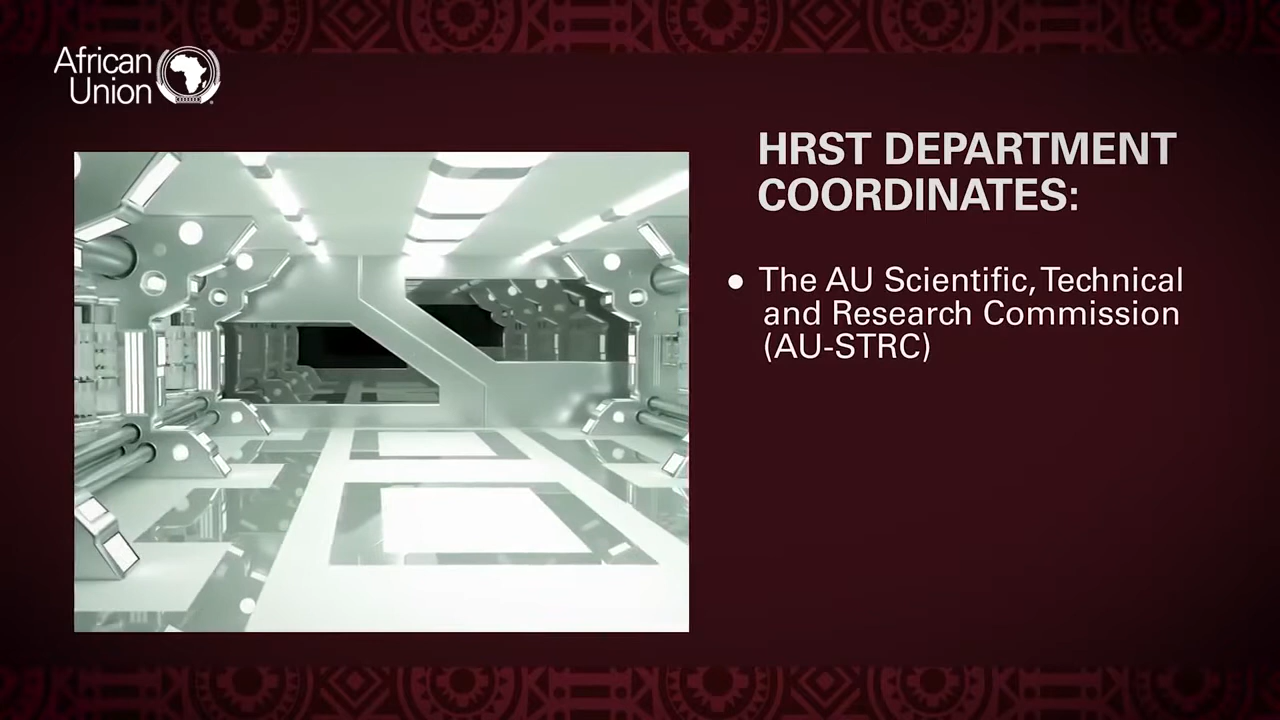 African
Union
HRST DEPARTMENT
COORDINATES:
● The AU Scientific, Technical
and Research Commission
(AU-STRC)